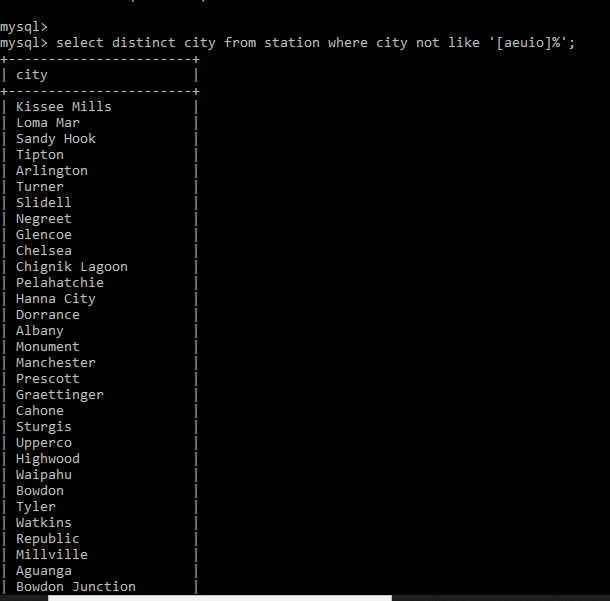 mysql>
mysql> select distinct city from station where city not like '[aeuio]%';
+-----------------------+
| city                  |
+-----------------------+
| Kissee Mills          |
| Loma Mar              |
| Sandy Hook            |
| Tipton                |
| Arlington             |
| Turner                |
| Slidell               |
| Negreet               |
| Glencoe               |
| Chelsea               |
| Chignik Lagoon        |
| Pelahatchie           |
| Hanna City            |
| Dorrance              |
| Albany                |
| Monument              |
| Manchester            |
| Prescott              |
| Graettinger           |
| Cahone                |
| Sturgis               |
| Upperco               |
| Highwood              |
| Waipahu               |
| Bowdon                |
| Tyler                 |
| Watkins               |
| Republic              |
| Millville             |
| Aguanga               |
| Bowdon Junction       |